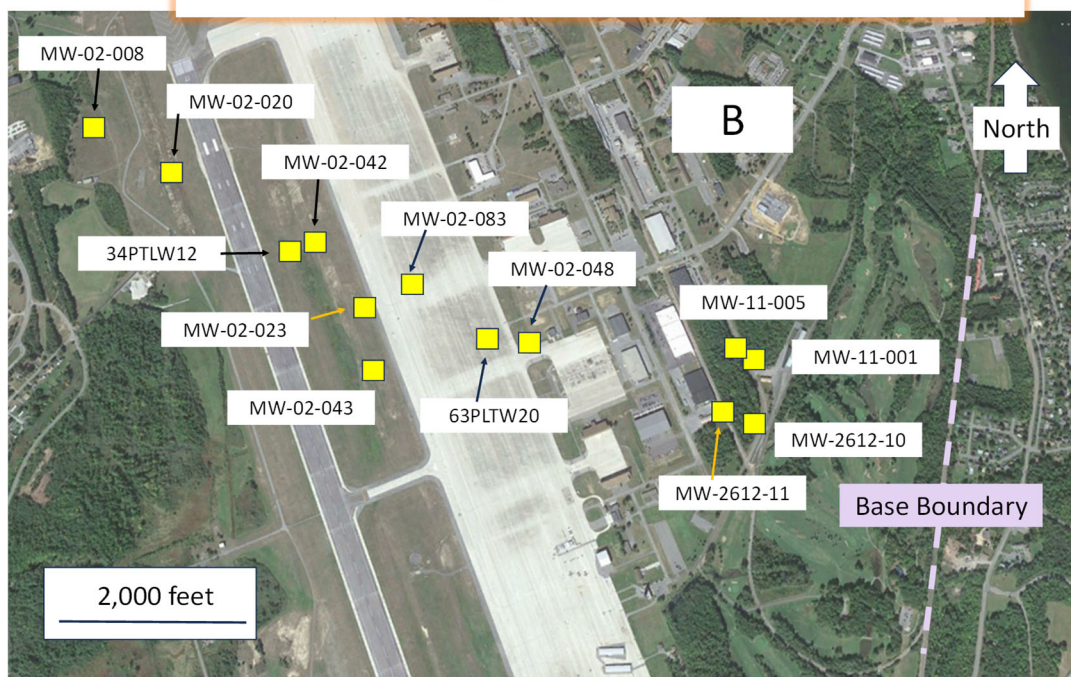 MW-02-008
MW-02-020
B
North
MW-02-042
MW-02-083
34PTLW12
MW-02-048
MW-11-005
MW-02-023
MW-11-001
MW-02-043
63PLTW20
MW-2612-10
MW-2612-11
Base Boundary
2,000 feet